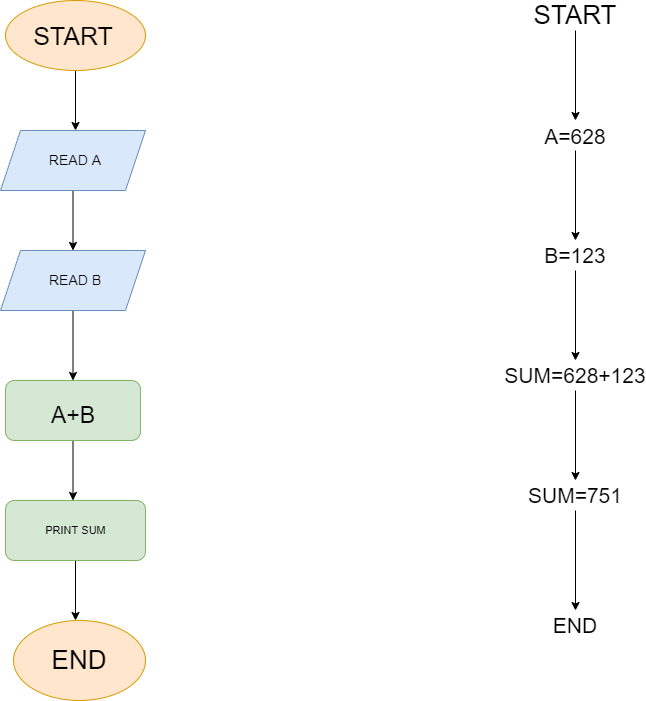 START
READ A
READ B
A+B
PRINT SUM
END
START
A=628
B=123
SUM=628+123
SUM=751
END